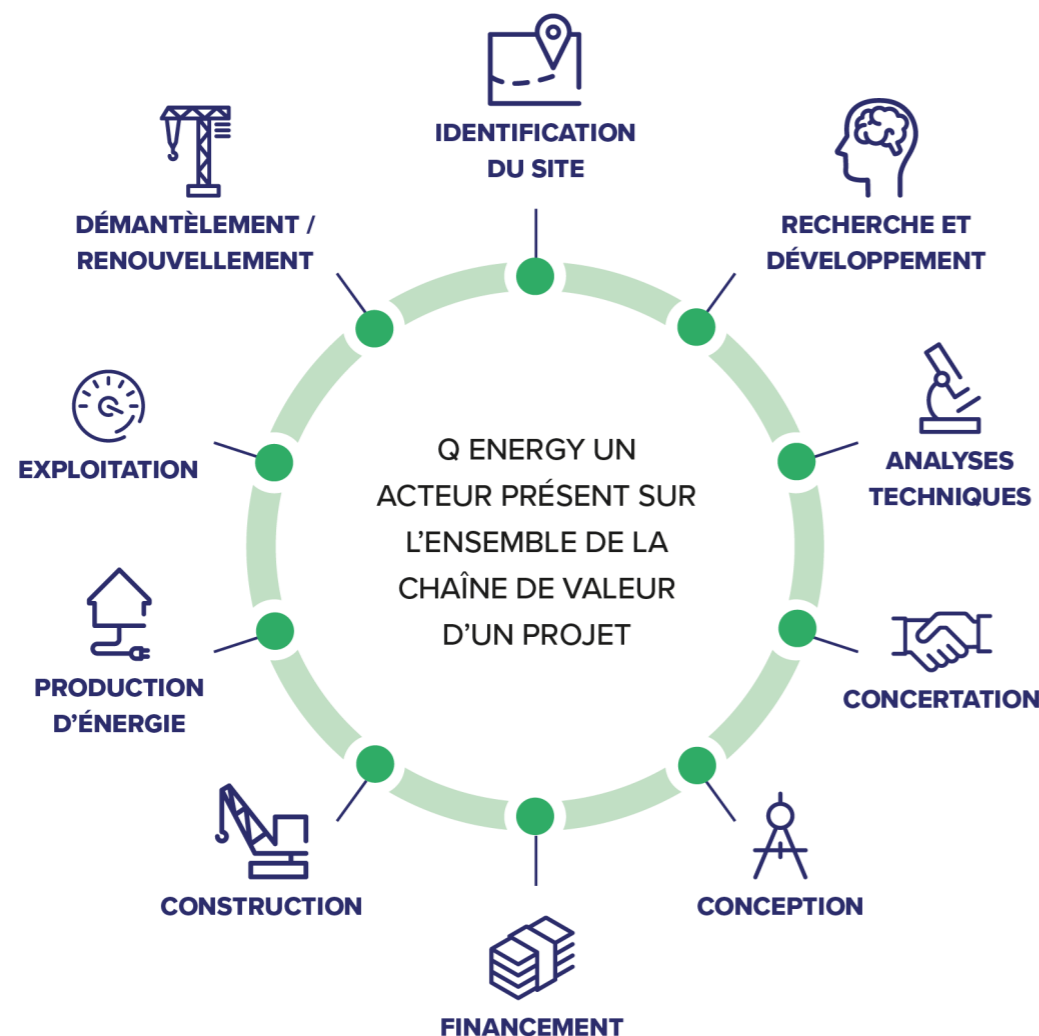 IDENTIFICATION
DU SITE
RECHERCHE ET
DÉVELOPPEMENT
ANALYSES
TECHNIQUES
CONCERTATION
CONCEPTION
FINANCEMENT
CONSTRUCTION
PRODUCTION
D’ÉNERGIE
EXPLOITATION
DÉMANTÈLEMENT /
RENOUVELLEMENT
Q ENERGY UN
ACTEUR PRÉSENT SUR
L’ENSEMBLE DE LA
CHAÎNE DE VALEUR
D’UN PROJET